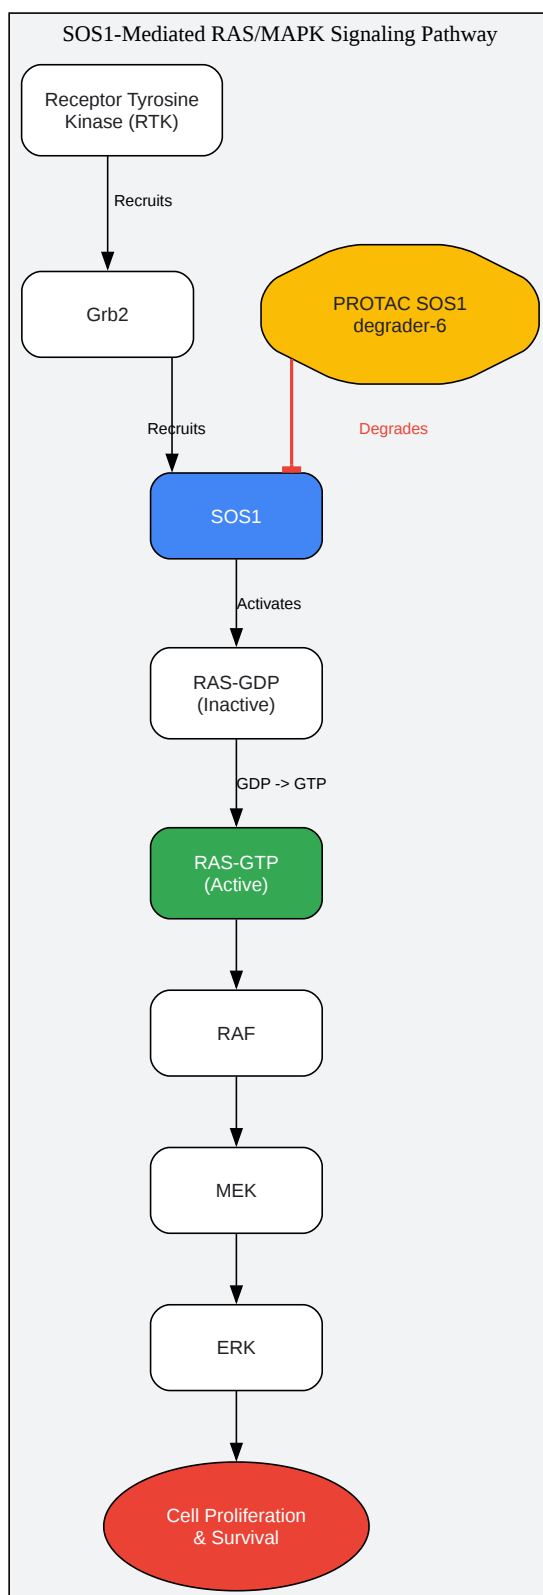 SOS1-Mediated RAS/MAPK Signaling Pathway
Receptor Tyrosine
Kinase (RTK)
Recruits
Grb2
PROTAC SOS1
degrader-6
Recruits
Degrades
SOS1
Activates
RAS-GDP
(Inactive)
GDP -> GTP
RAS-GTP
(Active)
RAF
MEK
ERK
Cell Proliferation
& Survival